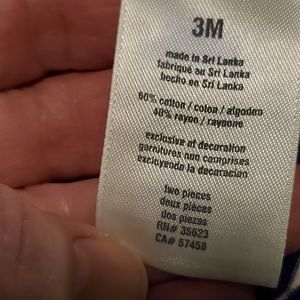 3M
made in Sri Lanka
fabriqué au Sri Lanka
hecho en Sri Lanka
60% cotton / coton / algodon
40% rayon / rayonne
exclusive of decoration
garnitures non comprises
excluyendo la decoracion
two pieces
deux pièces
dos piezas
RN# 35623
CA# 57458